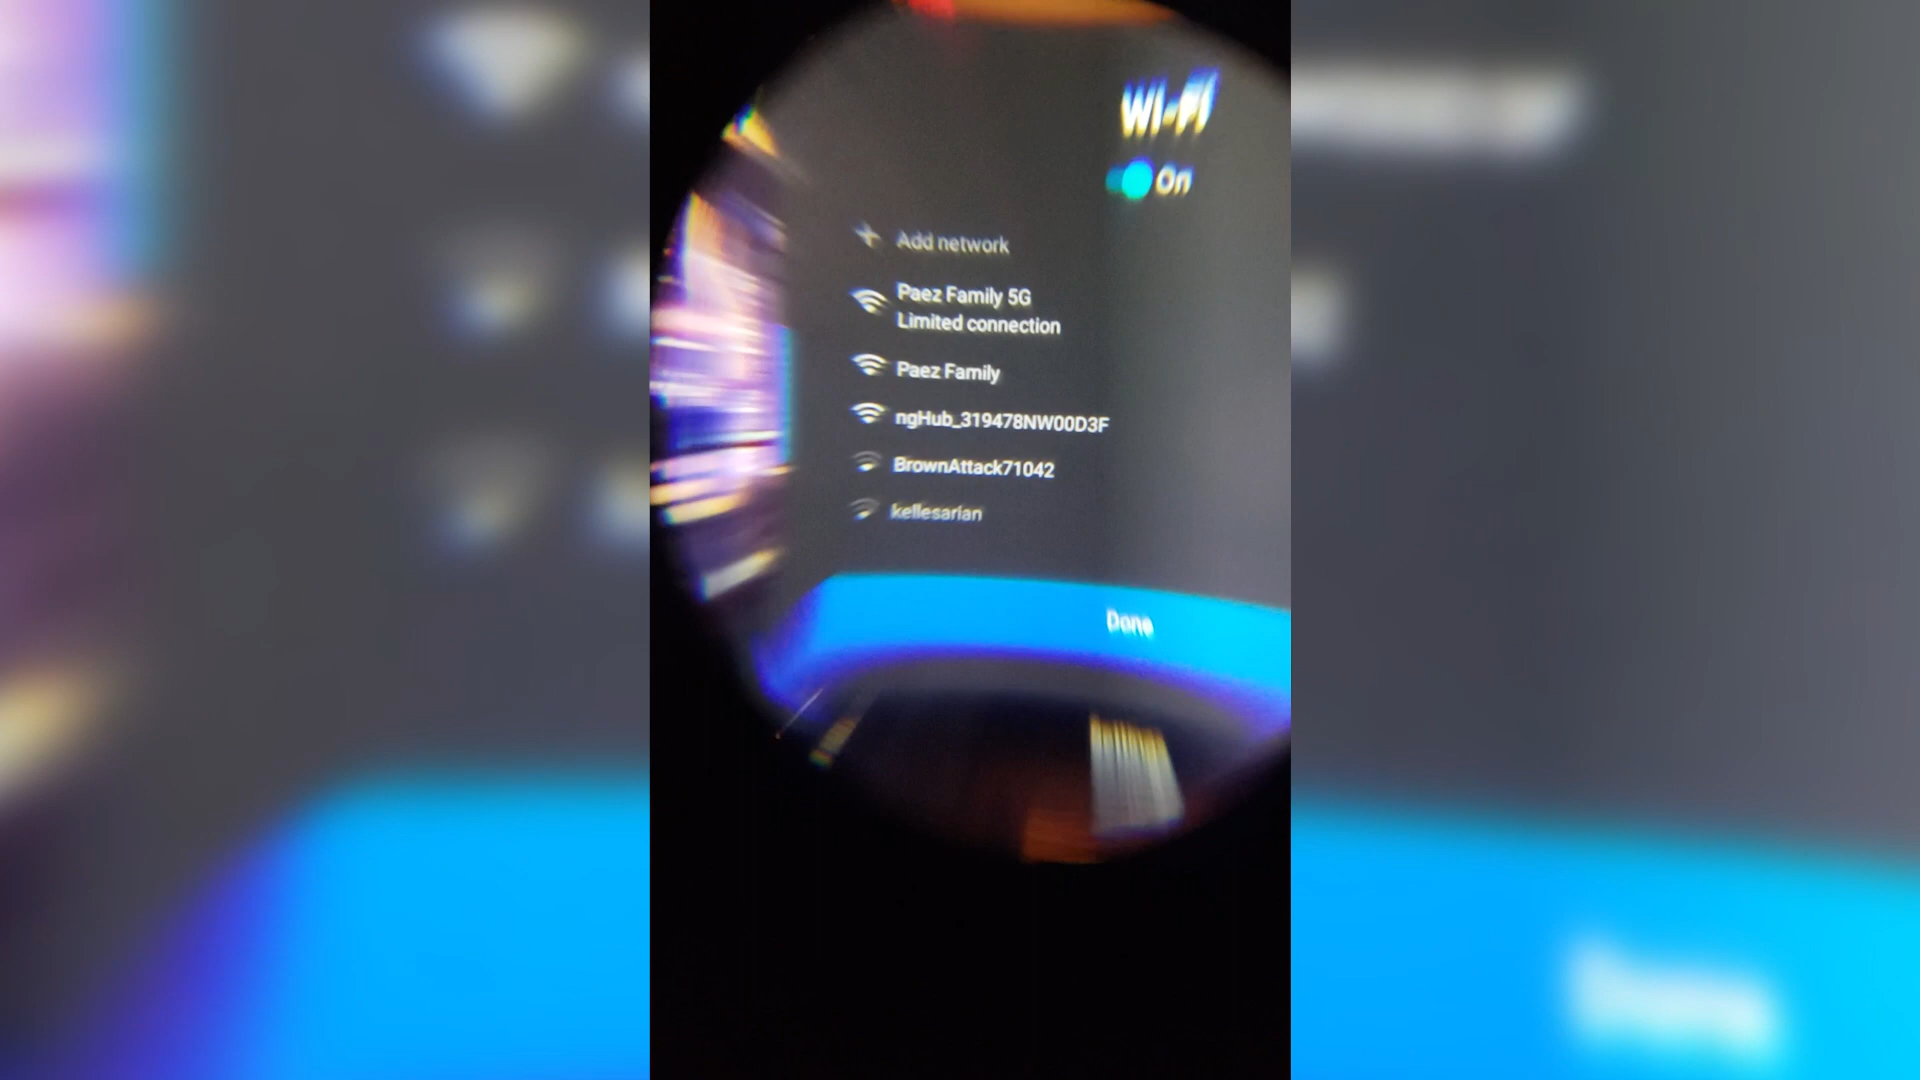 Wi-Fi
On
Add network
Paez Family 5G
Limited connection
Paez Family
ngHub_319478NW00D3F
BrownAttack71042
kellesarian
Done